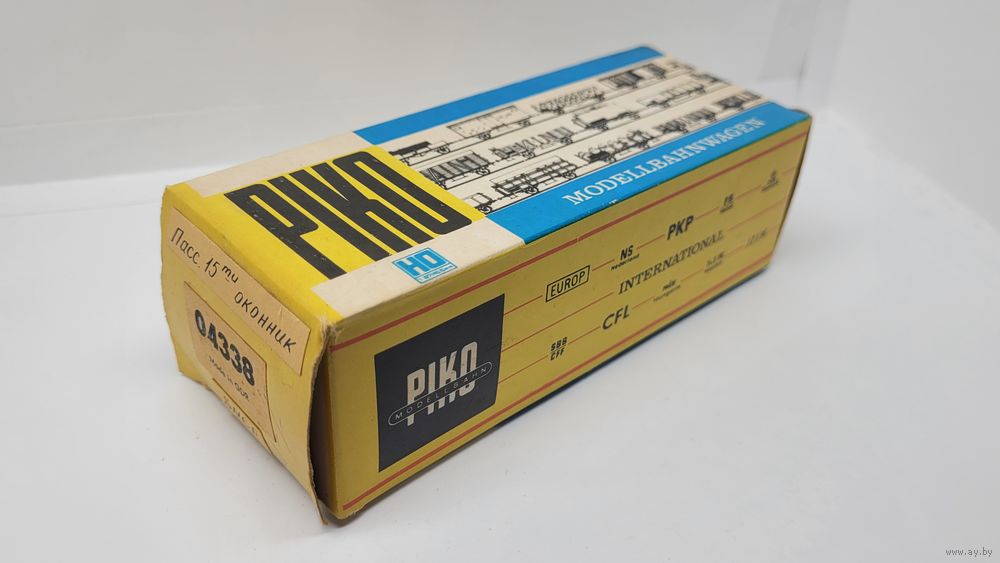 PIKO
HO
MODELLBAHNWAGEN
Пасс. 15ти оконник
04338
Made in GDR
PIKO
MODELLBAHN
EUROP
NS
Nederland
PKP
INTERNATIONAL
SBB
CFF
CFL
www.ay.by